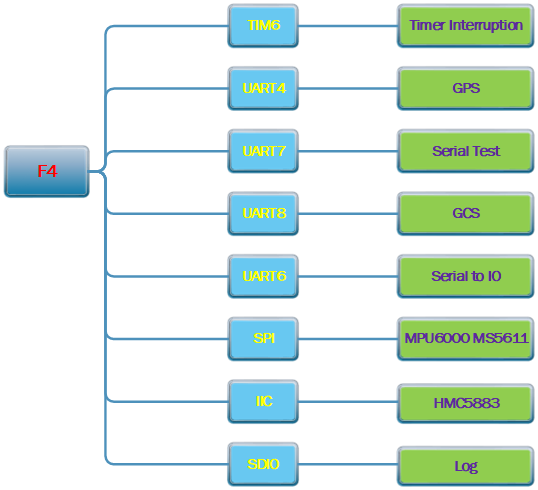 TIM6
Timer Interruption
UART4
GPS
UART7
Serial Test
F4
UART8
GCS
UART6
Serial to IO
SPI
MPU6000 MS5611
IIC
HMC5883
SDIO
Log